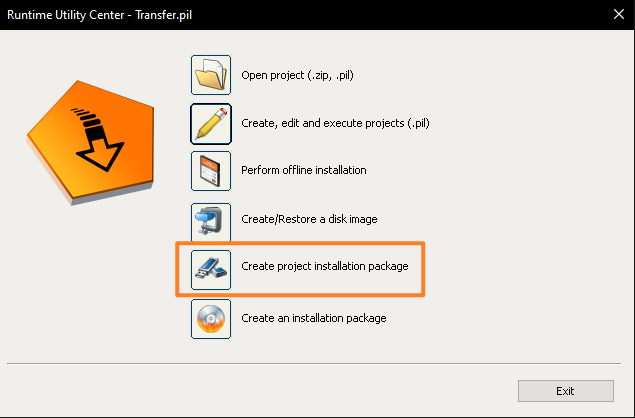 Runtime Utility Center - Transfer.pil
Open project (.zip, .pil)
Create, edit and execute projects (.pil)
Perform offline installation
Create/Restore a disk image
Create project installation package
Create an installation package
Exit